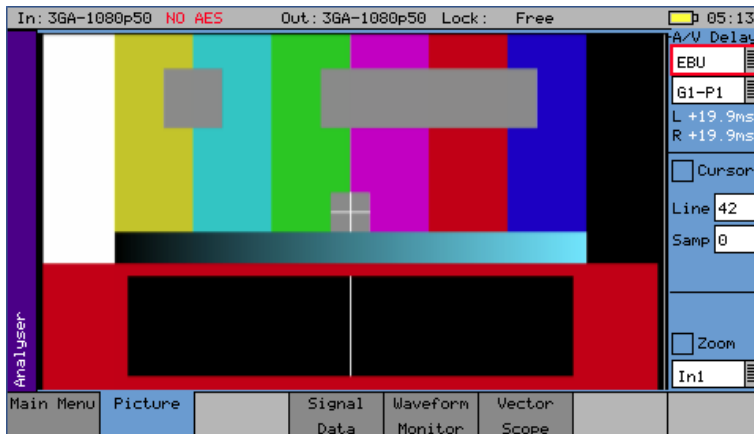 In: 3GA-1080p50 NO AES Out: 3GA-1080p50 Lock: Free 05:13
A/V Delay
EBU
G1-P1
L +19.9ms
R +19.9ms
Cursor
Line 42
Samp 0
Zoom
In1
Analyser
Main Menu Picture Signal Data Waveform Monitor Vector Scope